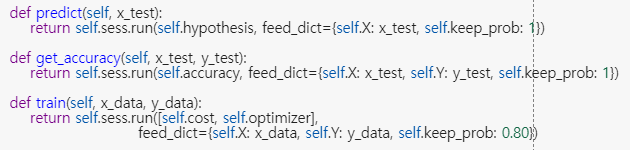 def predict(self, x_test):
return self.sess.run(self.hypothesis, feed_dict={self.X: x_test, self.keep_prob: 1})
def get_accuracy(self, x_test, y_test):
return self.sess.run(self.accuracy, feed_dict={self.X: x_test, self.Y: y_test, self.keep_prob: 1})
def train(self, x_data, y_data):
return self.sess.run([self.cost, self.optimizer],
feed_dict={self.X: x_data, self.Y: y_data, self.keep_prob: 0.80})